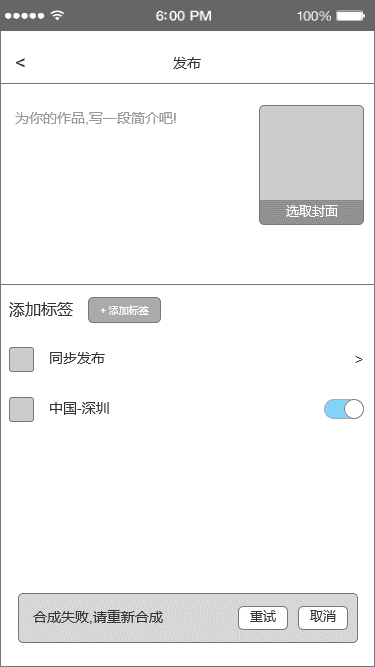 6:00 PM 100%
< 发布
为你的作品,写一段简介吧!
选取封面
添加标签 + 添加标签
同步发布 >
中国-深圳
合成失败,请重新合成 重试 取消